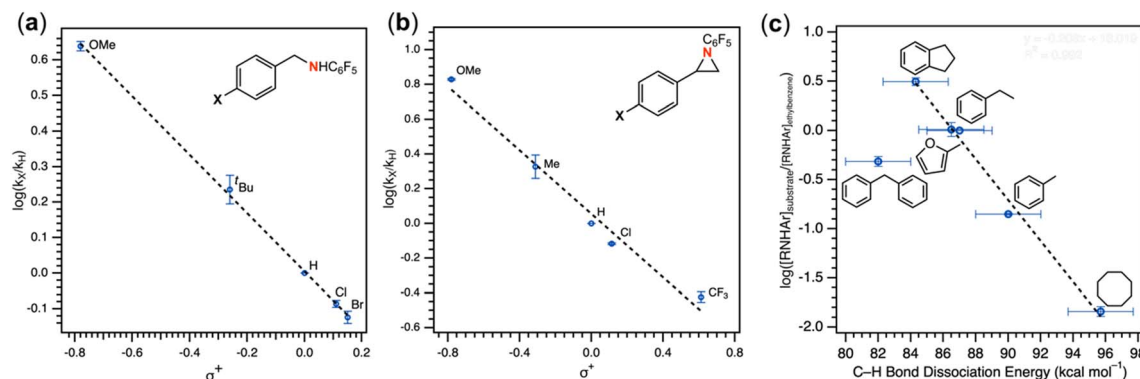 (a)
0.6
0.4
0.3
0.2
0.1
0.0
-0.1
log(kX/kH)
-0.8
-0.6
-0.4
-0.2
0.0
0.2
σ+
OMe
tBu
H
Cl
Br
X
NHC6F5
(b)
1.0
0.8
0.6
0.4
0.2
0.0
-0.2
-0.4
-0.6
log(kX/kH)
-0.8
-0.4
0.0
0.4
0.8
σ+
OMe
Me
H
Cl
CF3
C6F5
N
X
(c)
1.0
0.5
0.0
-0.5
-1.0
-1.5
-2.0
log([RNHAr]substrate/[RNHAr]ethylbenzene)
80
82
84
86
88
90
92
94
96
98
C–H Bond Dissociation Energy (kcal mol−1)
O